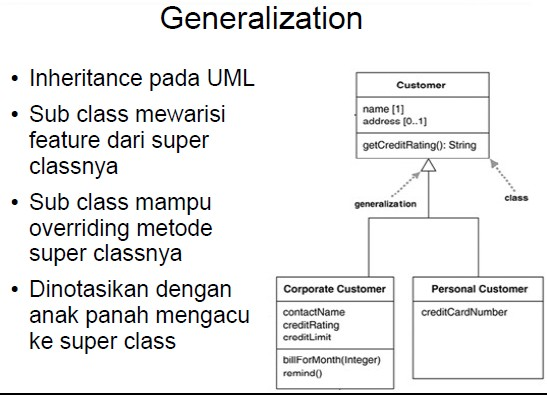 Generalization
• Inheritance pada UML
• Sub class mewarisi
feature dari super
classnya
• Sub class mampu
overriding metode
super classnya
• Dinotasikan dengan
anak panah mengacu
ke super class
Customer
name [1]
address [0..1]
getCreditRating(): String
generalization
class
Corporate Customer
contactName
creditRating
creditLimit
billForMonth(Integer)
remind()
Personal Customer
creditCardNumber